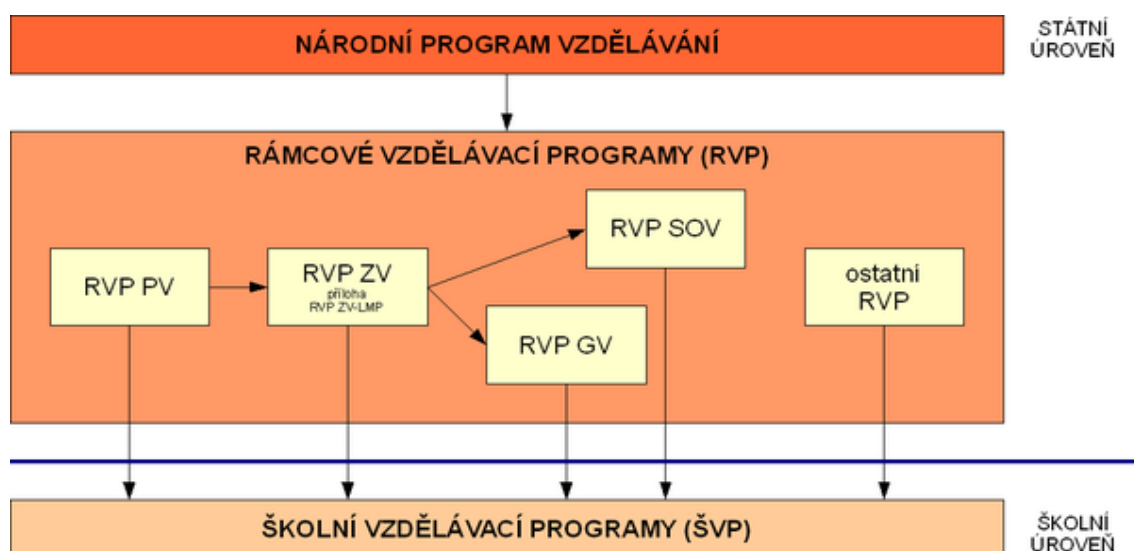 NÁRODNÍ PROGRAM VZDĚLÁVÁNÍ
STÁTNÍ
ÚROVEŇ
RÁMCOVÉ VZDĚLÁVACÍ PROGRAMY (RVP)
RVP PV
RVP ZV
příloha
RVP ZV-LMP
RVP SOV
RVP GV
ostatní
RVP
ŠKOLNÍ VZDĚLÁVACÍ PROGRAMY (ŠVP)
ŠKOLNÍ
ÚROVEŇ